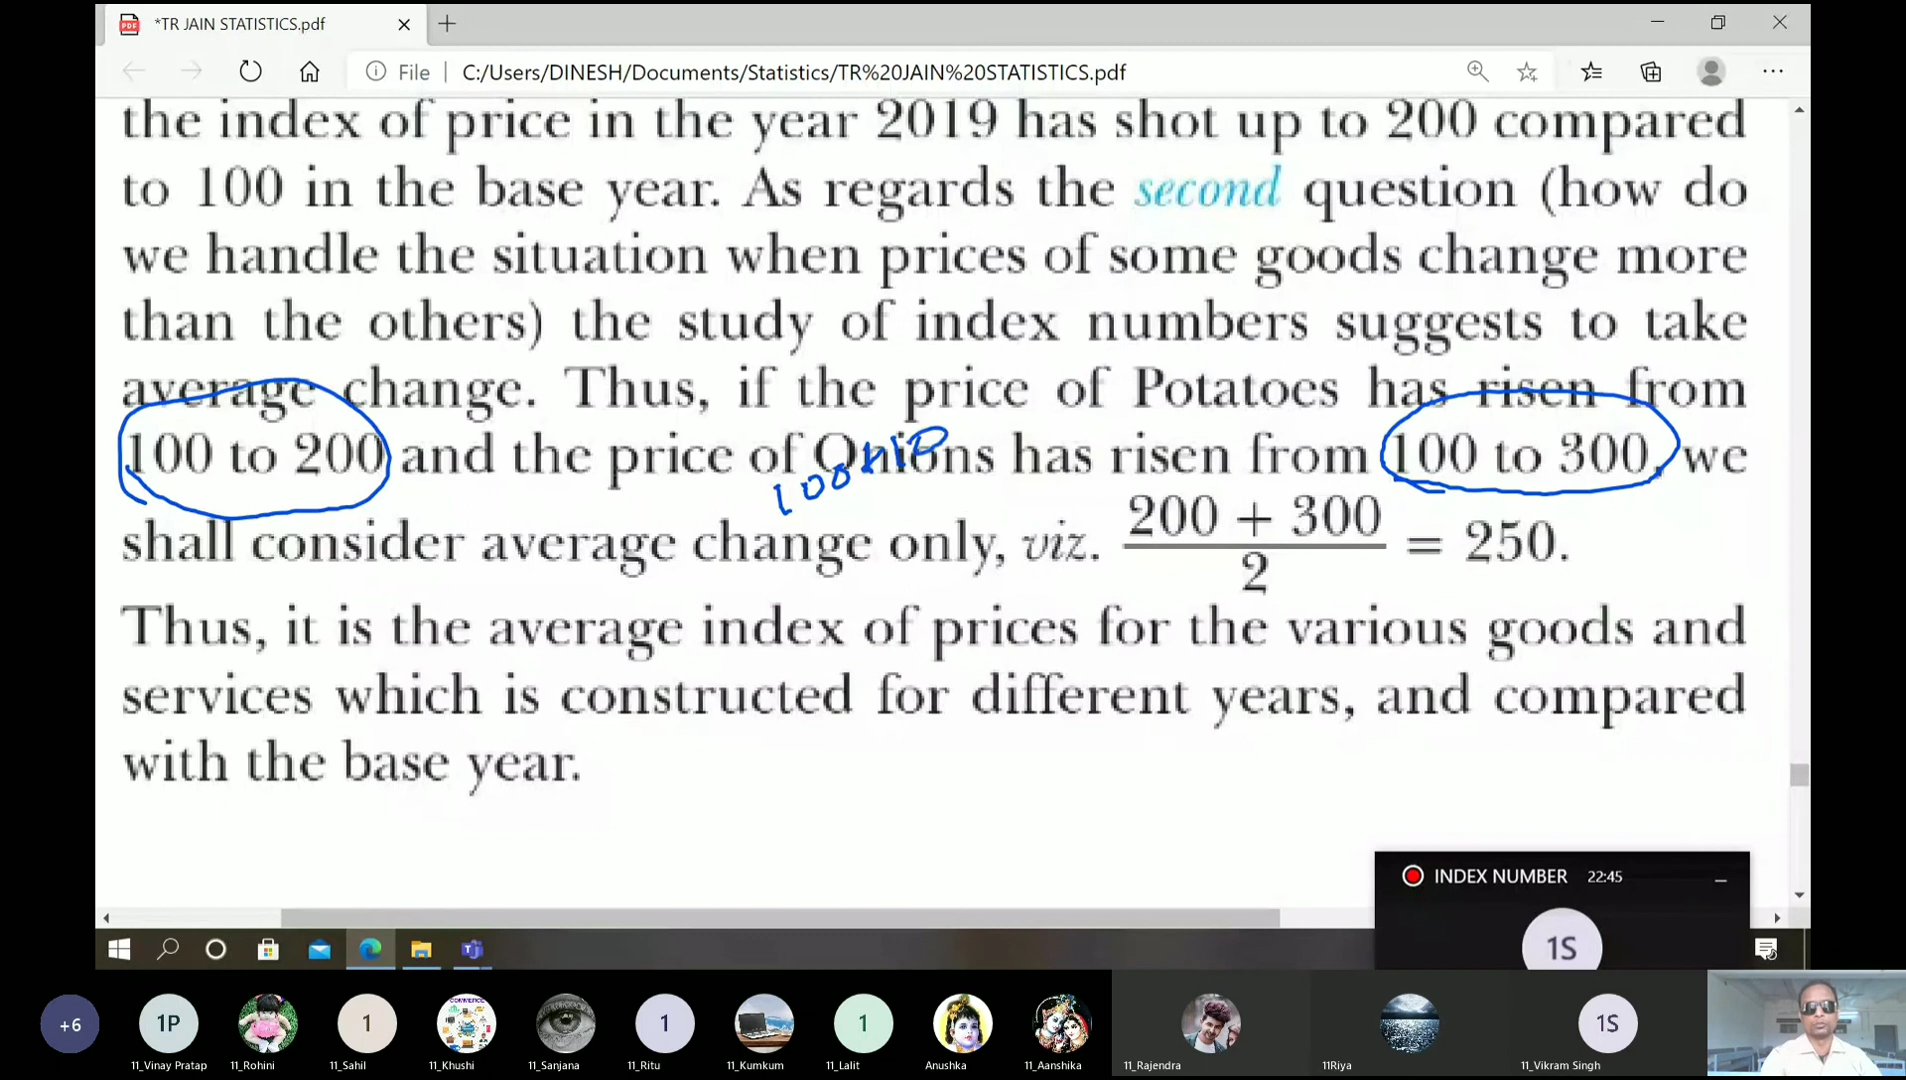 *TR JAIN STATISTICS.pdf
File | C:/Users/DINESH/Documents/Statistics/TR%20JAIN%20STATISTICS.pdf
the index of price in the year 2019 has shot up to 200 compared
to 100 in the base year. As regards the second question (how do
we handle the situation when prices of some goods change more
than the others) the study of index numbers suggests to take
average change. Thus, if the price of Potatoes has risen from
100 to 200 and the price of Onions has risen from 100 to 300, we
100+10
shall consider average change only, viz. 200 + 300 / 2 = 250.
Thus, it is the average index of prices for the various goods and
services which is constructed for different years, and compared
with the base year.
INDEX NUMBER 22:45
1S
+6
1P
1
COMMERCE
1
1
1S
11_Vinay Pratap
11_Rohini
11_Sahil
11_Khushi
11_Sanjana
11_Ritu
11_Kumkum
11_Lalit
Anushka
11_Aanshika
11_Rajendra
11Riya
11_Vikram Singh